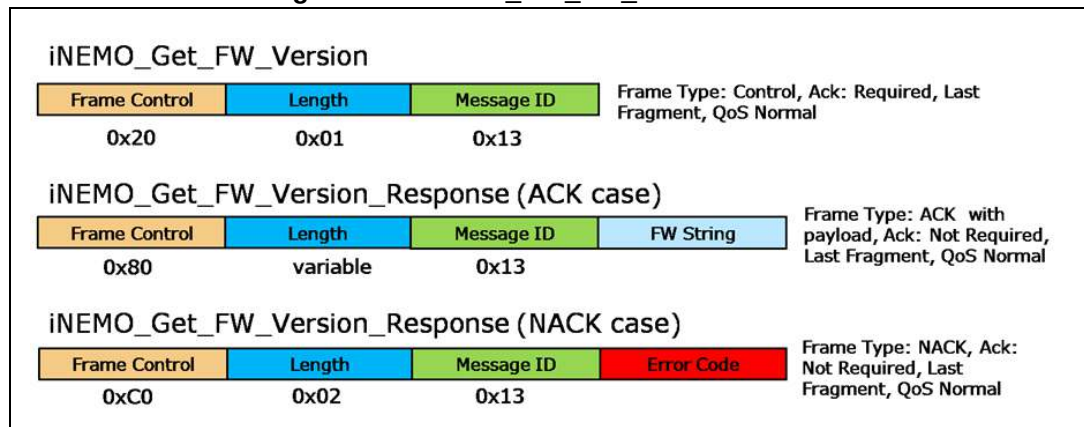 iNEMO_Get_FW_Version
Frame Control Length Message ID
Frame Type: Control, Ack: Required, Last
Fragment, QoS Normal
0x20 0x01 0x13
iNEMO_Get_FW_Version_Response (ACK case)
Frame Control Length Message ID FW String
Frame Type: ACK with
payload, Ack: Not Required,
Last Fragment, QoS Normal
0x80 variable 0x13
iNEMO_Get_FW_Version_Response (NACK case)
Frame Control Length Message ID Error Code
Frame Type: NACK, Ack:
Not Required, Last
Fragment, QoS Normal
0xC0 0x02 0x13